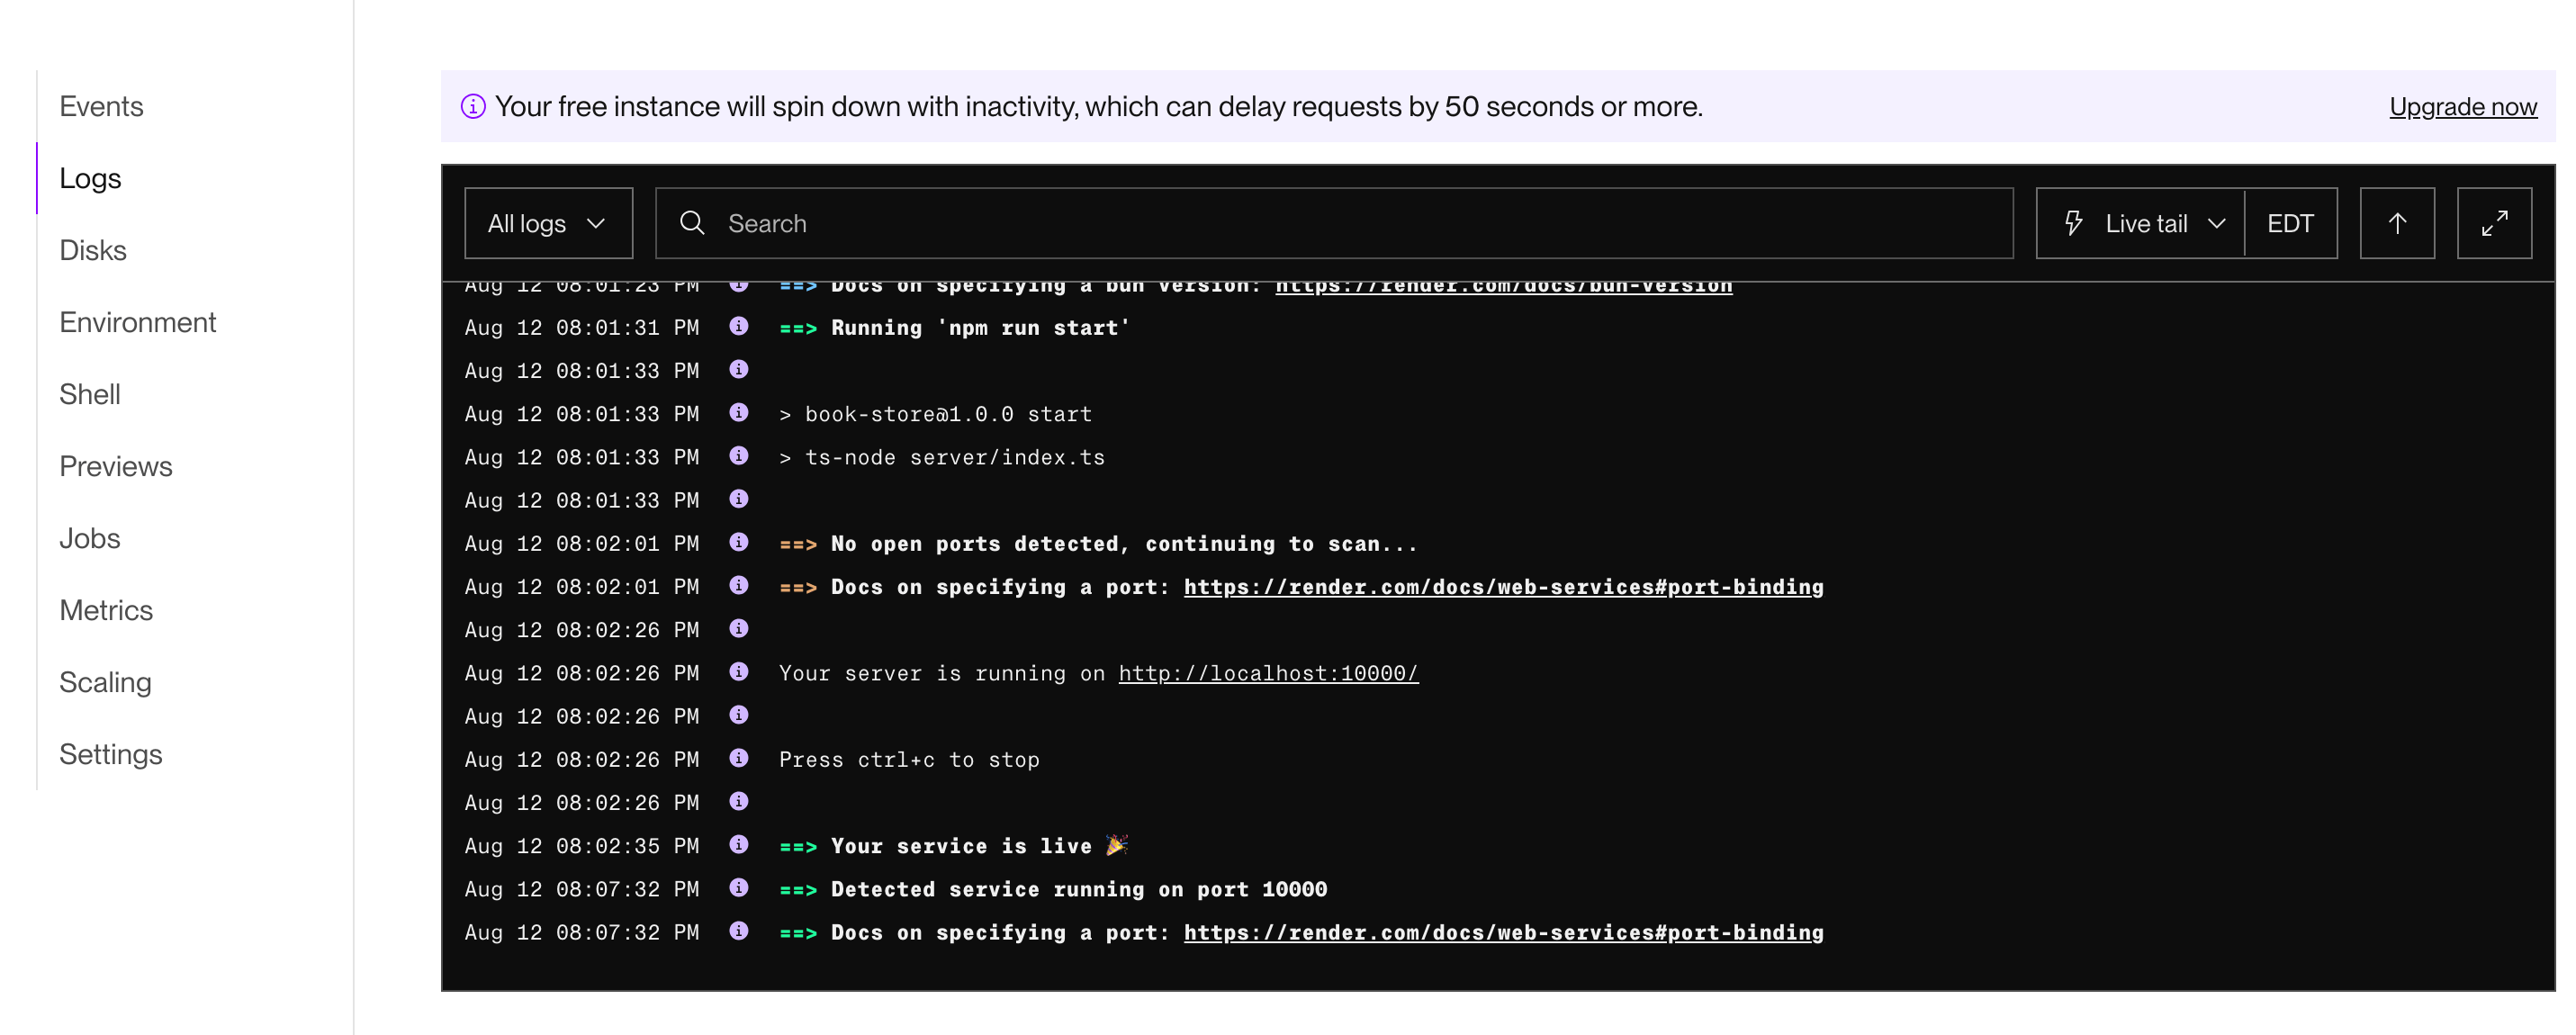 Events
Logs
Disks
Environment
Shell
Previews
Jobs
Metrics
Scaling
Settings
Your free instance will spin down with inactivity, which can delay requests by 50 seconds or more. Upgrade now
All logs Search Live tail EDT
Aug 12 08:01:23 PM ==> Docs on specifying a bun version: https://render.com/docs/bun-version
Aug 12 08:01:31 PM ==> Running 'npm run start'
Aug 12 08:01:33 PM
Aug 12 08:01:33 PM > book-store@1.0.0 start
Aug 12 08:01:33 PM > ts-node server/index.ts
Aug 12 08:01:33 PM
Aug 12 08:02:01 PM ==> No open ports detected, continuing to scan...
Aug 12 08:02:01 PM ==> Docs on specifying a port: https://render.com/docs/web-services#port-binding
Aug 12 08:02:26 PM
Aug 12 08:02:26 PM Your server is running on http://localhost:10000/
Aug 12 08:02:26 PM
Aug 12 08:02:26 PM Press ctrl+c to stop
Aug 12 08:02:26 PM
Aug 12 08:02:35 PM ==> Your service is live 🎉
Aug 12 08:07:32 PM ==> Detected service running on port 10000
Aug 12 08:07:32 PM ==> Docs on specifying a port: https://render.com/docs/web-services#port-binding